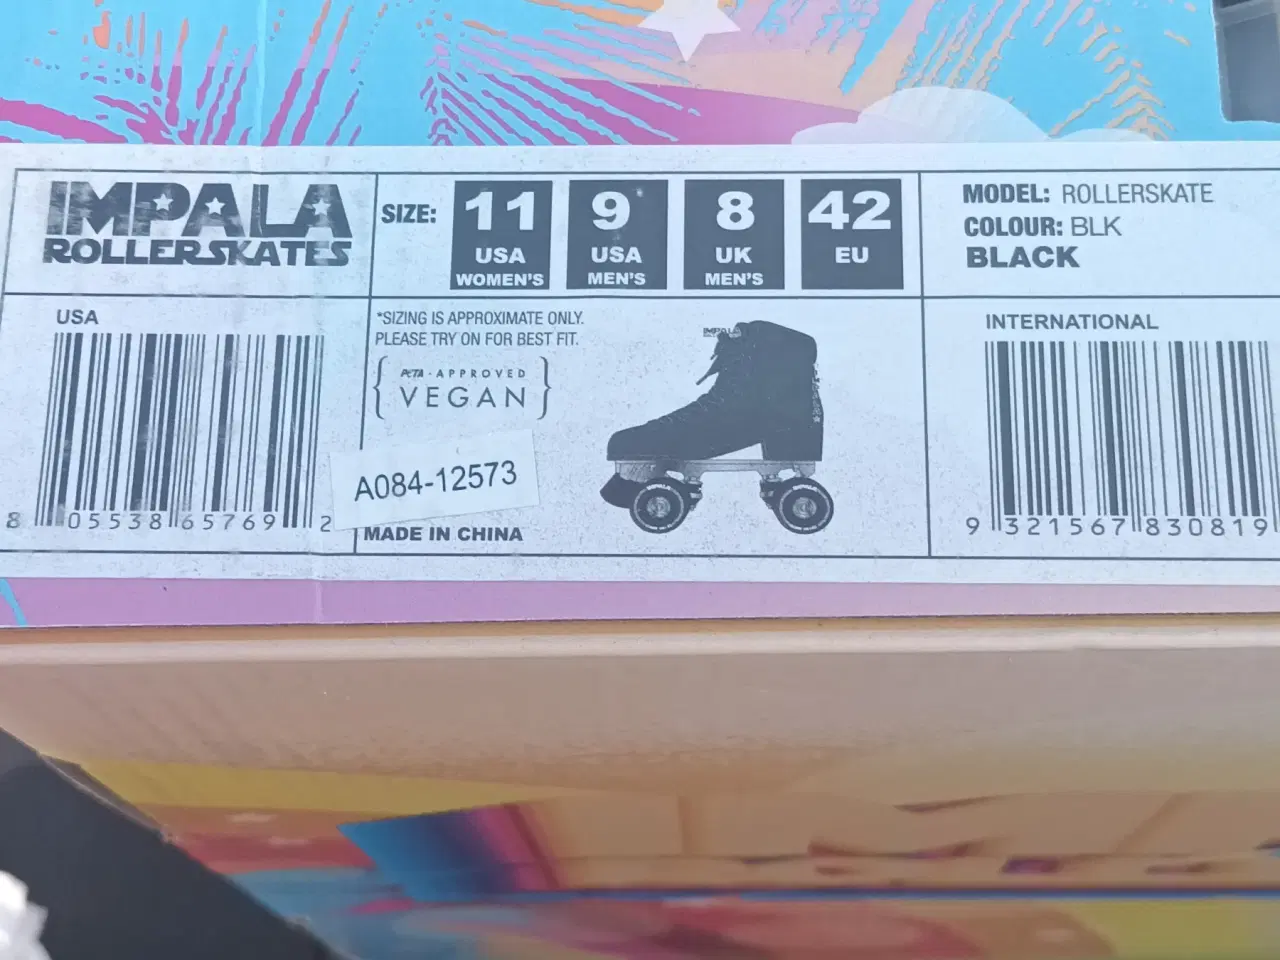 IMPALA
ROLLERSKATES
SIZE:
11
USA
WOMEN'S
9
USA
MEN'S
8
UK
MEN'S
42
EU
MODEL: ROLLERSKATE
COLOUR: BLK
BLACK
USA
8 05538 65769 2
*SIZING IS APPROXIMATE ONLY.
PLEASE TRY ON FOR BEST FIT.
PETA - APPROVED
VEGAN
A084-12573
MADE IN CHINA
IMPALA
IMPALA
INTERNATIONAL
9 321567 830819